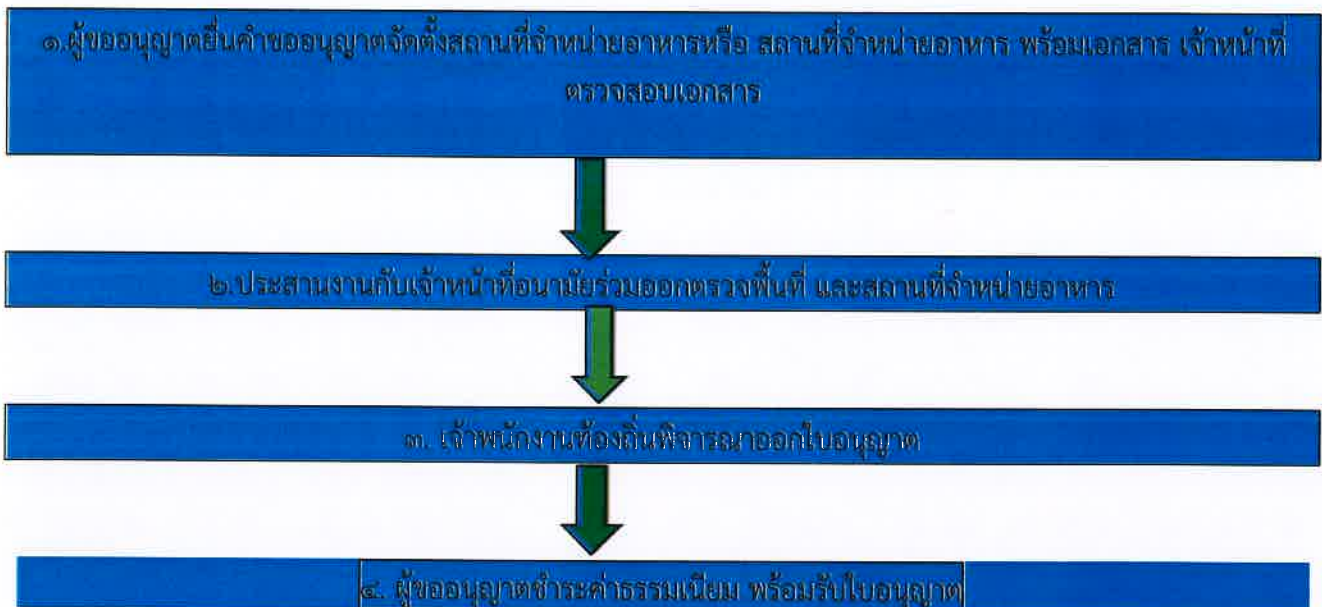 ๑.ผู้ขออนุญาตยื่นคำขออนุญาตจัดตั้งสถานที่จำหน่ายอาหารหรือ สถานที่จำหน่ายอาหาร พร้อมเอกสาร เจ้าหน้าที่
ตรวจสอบเอกสาร
๒.ประสานงานกับเจ้าหน้าที่อนามัยร่วมออกตรวจพื้นที่ และสถานที่จำหน่ายอาหาร
๓. เจ้าพนักงานท้องถิ่นพิจารณาออกใบอนุญาต
๔. ผู้ขออนุญาตชำระค่าธรรมเนียม พร้อมรับใบอนุญาต